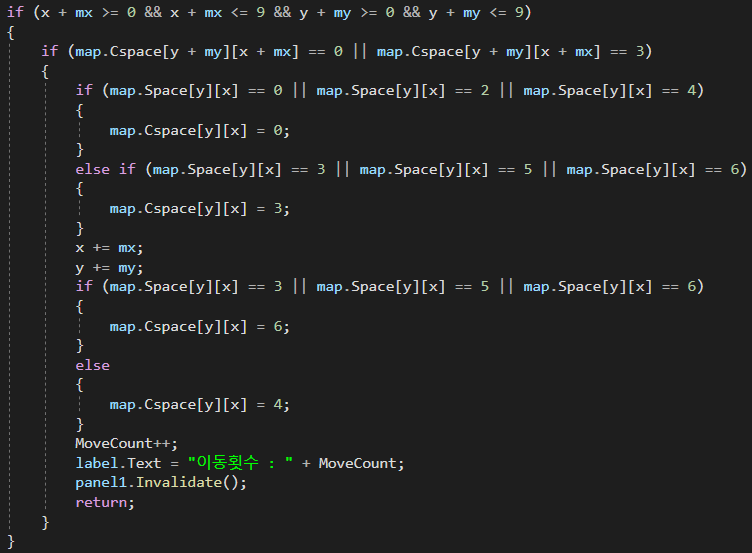 if (x + mx >= 0 && x + mx <= 9 && y + my >= 0 && y + my <= 9)
{
if (map.Cspace[y + my][x + mx] == 0 || map.Cspace[y + my][x + mx] == 3)
{
if (map.Space[y][x] == 0 || map.Space[y][x] == 2 || map.Space[y][x] == 4)
{
map.Cspace[y][x] = 0;
}
else if (map.Space[y][x] == 3 || map.Space[y][x] == 5 || map.Space[y][x] == 6)
{
map.Cspace[y][x] = 3;
}
x += mx;
y += my;
if (map.Space[y][x] == 3 || map.Space[y][x] == 5 || map.Space[y][x] == 6)
{
map.Cspace[y][x] = 6;
}
else
{
map.Cspace[y][x] = 4;
}
MoveCount++;
label.Text = "이동횟수 : " + MoveCount;
panel1.Invalidate();
return;
}
}